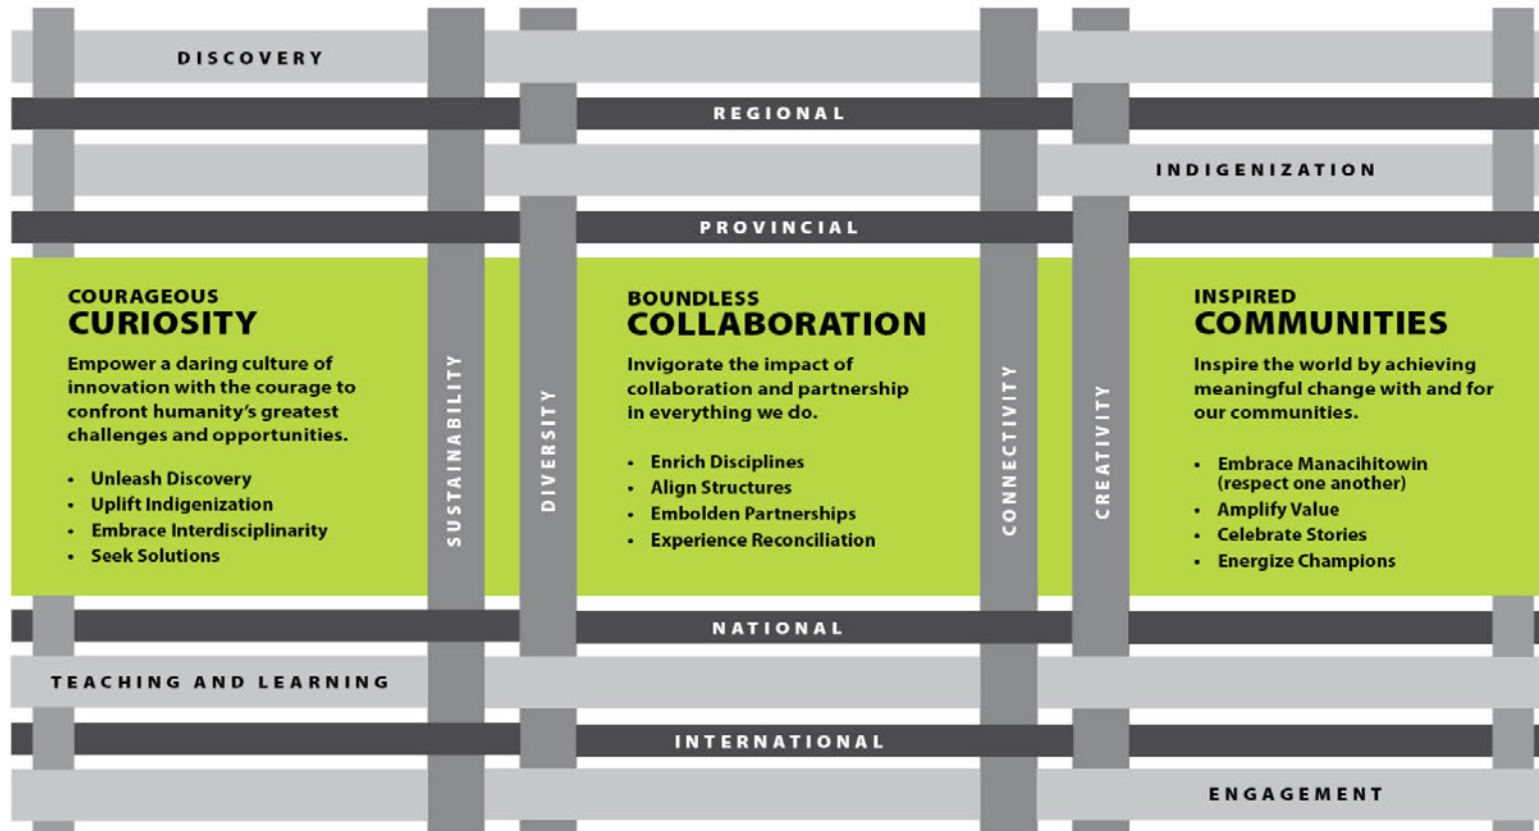 DISCOVERY
REGIONAL
INDIGENIZATION
PROVINCIAL
COURAGEOUS
CURIOSITY
Empower a daring culture of
innovation with the courage to
confront humanity's greatest
challenges and opportunities.
• Unleash Discovery
• Uplift Indigenization
• Embrace Interdisciplinarity
• Seek Solutions
SUSTAINABILITY
DIVERSITY
BOUNDLESS
COLLABORATION
Invigorate the impact of
collaboration and partnership
in everything we do.
• Enrich Disciplines
• Align Structures
• Embolden Partnerships
• Experience Reconciliation
CONNECTIVITY
CREATIVITY
INSPIRED
COMMUNITIES
Inspire the world by achieving
meaningful change with and for
our communities.
• Embrace Manacihitowin
(respect one another)
• Amplify Value
• Celebrate Stories
• Energize Champions
NATIONAL
TEACHING AND LEARNING
INTERNATIONAL
ENGAGEMENT